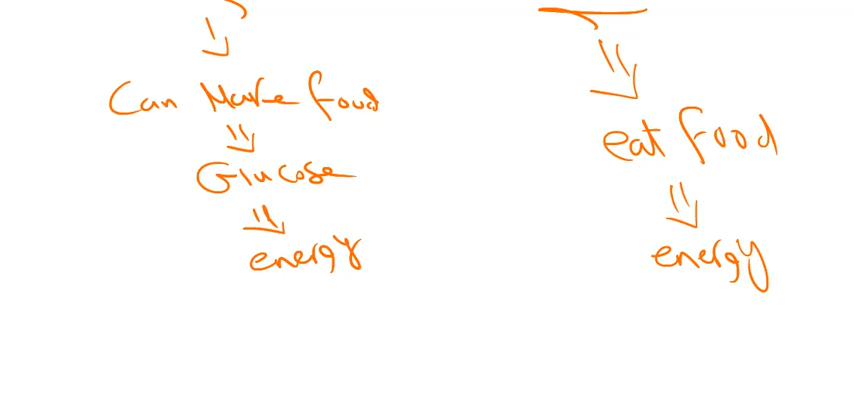 Can Make food
Glucose
energy
eat food
energy